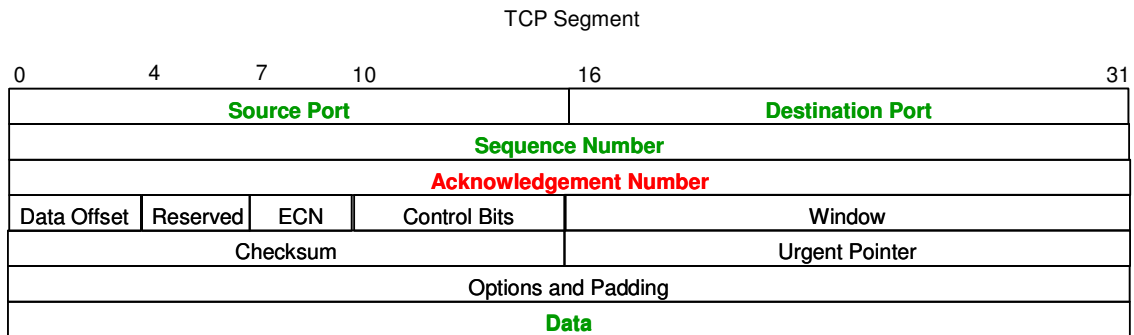 TCP Segment
0 4 7 10 16 31
Source Port Destination Port
Sequence Number
Acknowledgement Number
Data Offset Reserved ECN Control Bits Window
Checksum Urgent Pointer
Options and Padding
Data